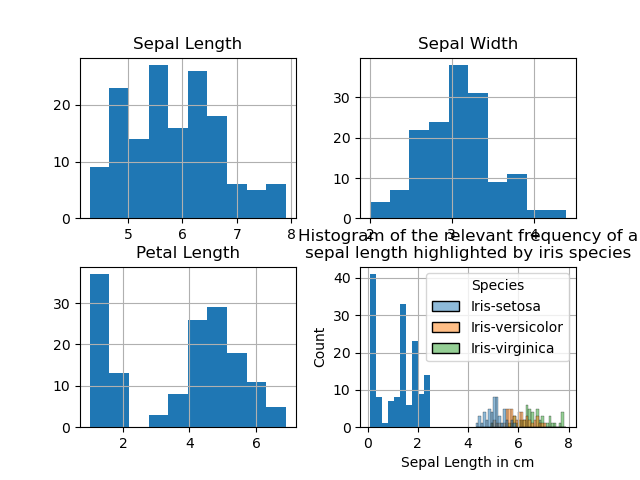 Sepal Length
Sepal Width
20
10
0
5
6
7
8
30
20
10
0
2
3
4
Petal Length
Histogram of the relevant frequency of a
sepal length highlighted by iris species
30
20
10
0
2
4
6
Count
40
30
20
10
0
Species
Iris-setosa
Iris-versicolor
Iris-virginica
0
2
4
6
8
Sepal Length in cm